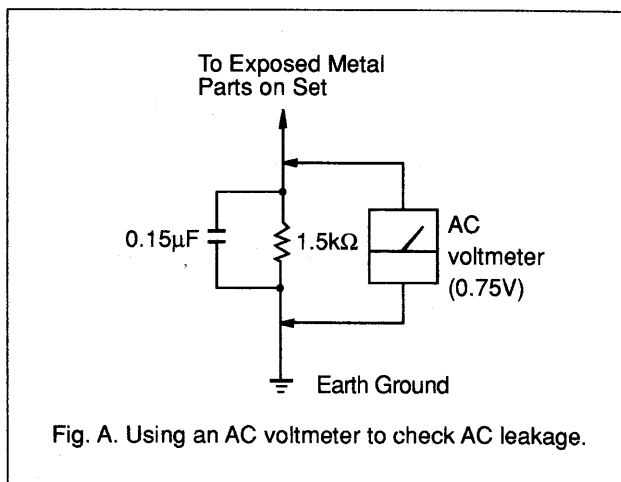 To Exposed Metal
Parts on Set
0.15µF
1.5kΩ
AC
voltmeter
(0.75V)
Earth Ground
Fig. A. Using an AC voltmeter to check AC leakage.